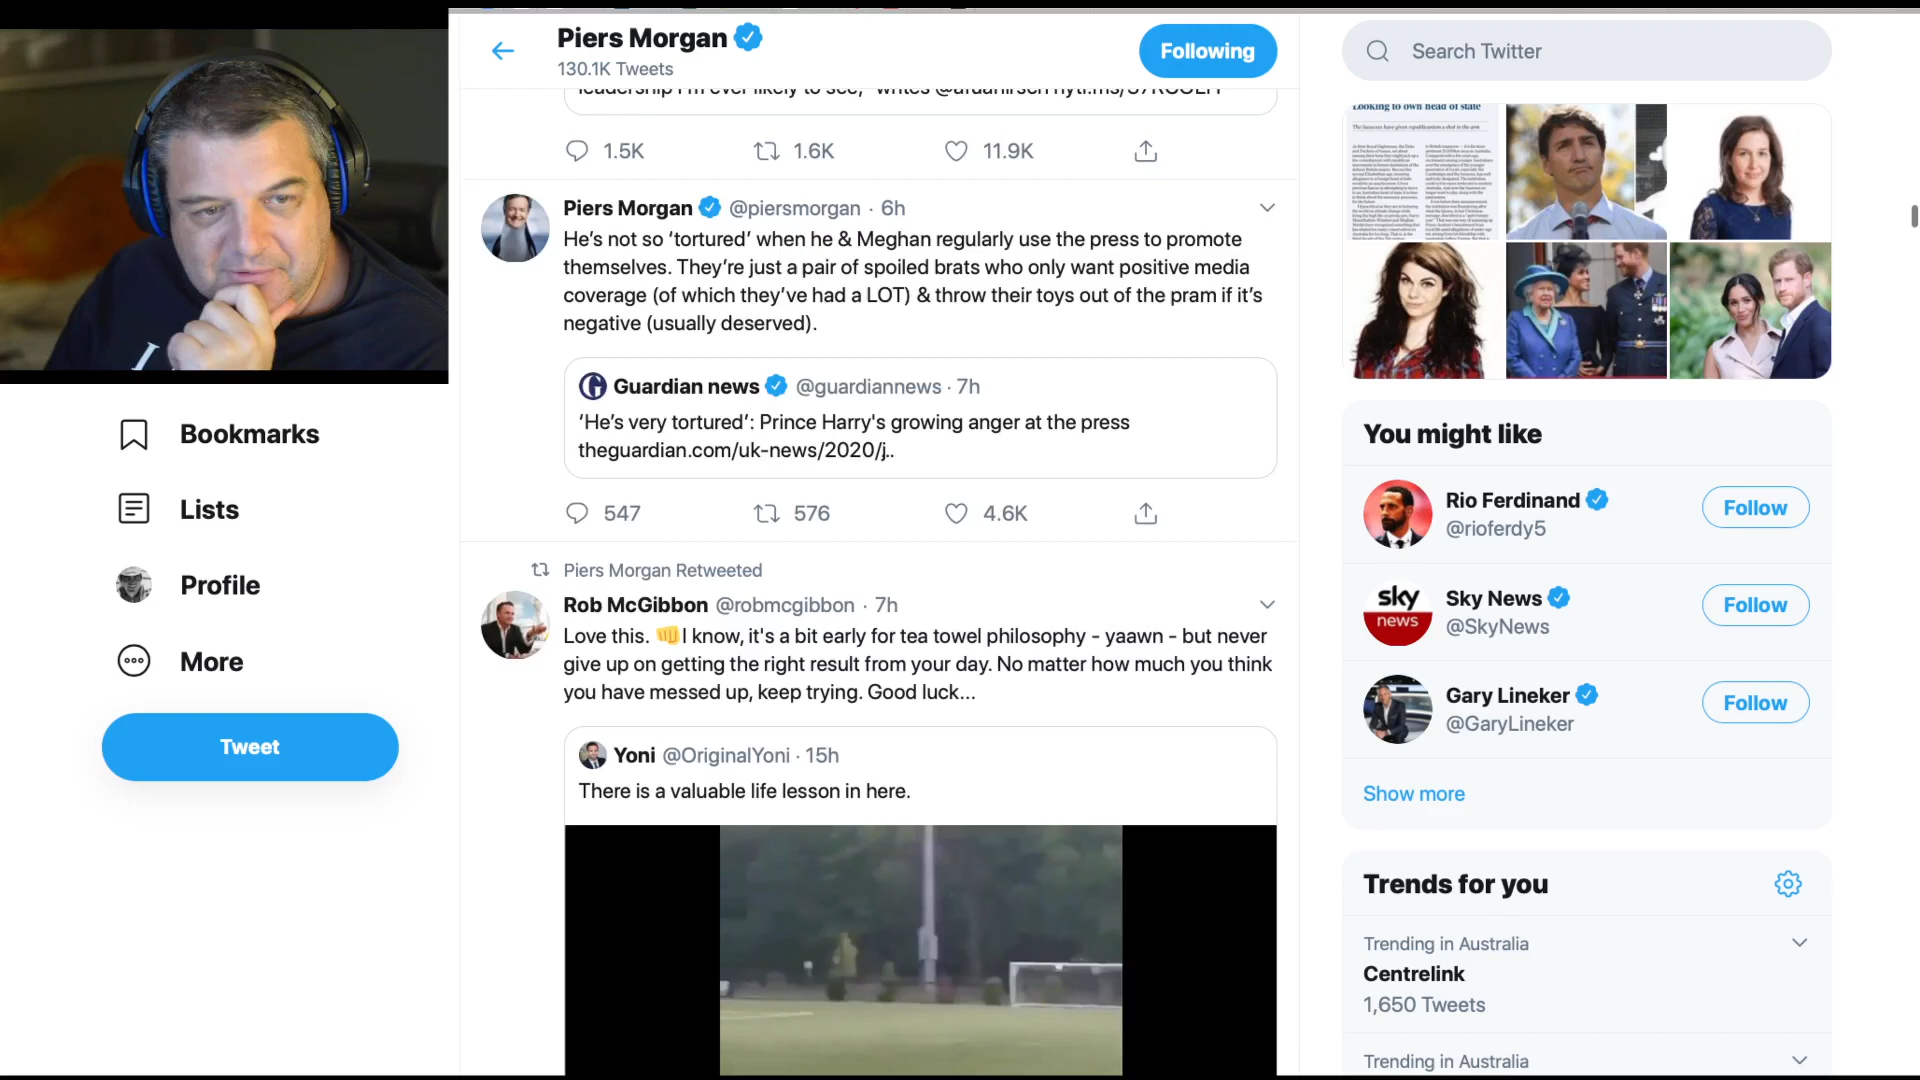 Piers Morgan
130.1K Tweets
Following
Search Twitter
1.5K
1.6K
11.9K
Looking to own head of state
Piers Morgan @piersmorgan · 6h
He’s not so ‘tortured’ when he & Meghan regularly use the press to promote
themselves. They’re just a pair of spoiled brats who only want positive media
coverage (of which they’ve had a LOT) & throw their toys out of the pram if it’s
negative (usually deserved).
Guardian news @guardiannews · 7h
‘He’s very tortured’: Prince Harry's growing anger at the press
theguardian.com/uk-news/2020/j..
547
576
4.6K
Piers Morgan Retweeted
Rob McGibbon @robmcgibbon · 7h
Love this. 👊I know, it's a bit early for tea towel philosophy - yaawn - but never
give up on getting the right result from your day. No matter how much you think
you have messed up, keep trying. Good luck...
Yoni @OriginalYoni · 15h
There is a valuable life lesson in here.
Bookmarks
Lists
Profile
More
Tweet
You might like
Rio Ferdinand
@rioferdy5
Follow
sky
news
Sky News
@SkyNews
Follow
Gary Lineker
@GaryLineker
Follow
Show more
Trends for you
Trending in Australia
Centrelink
1,650 Tweets
Trending in Australia